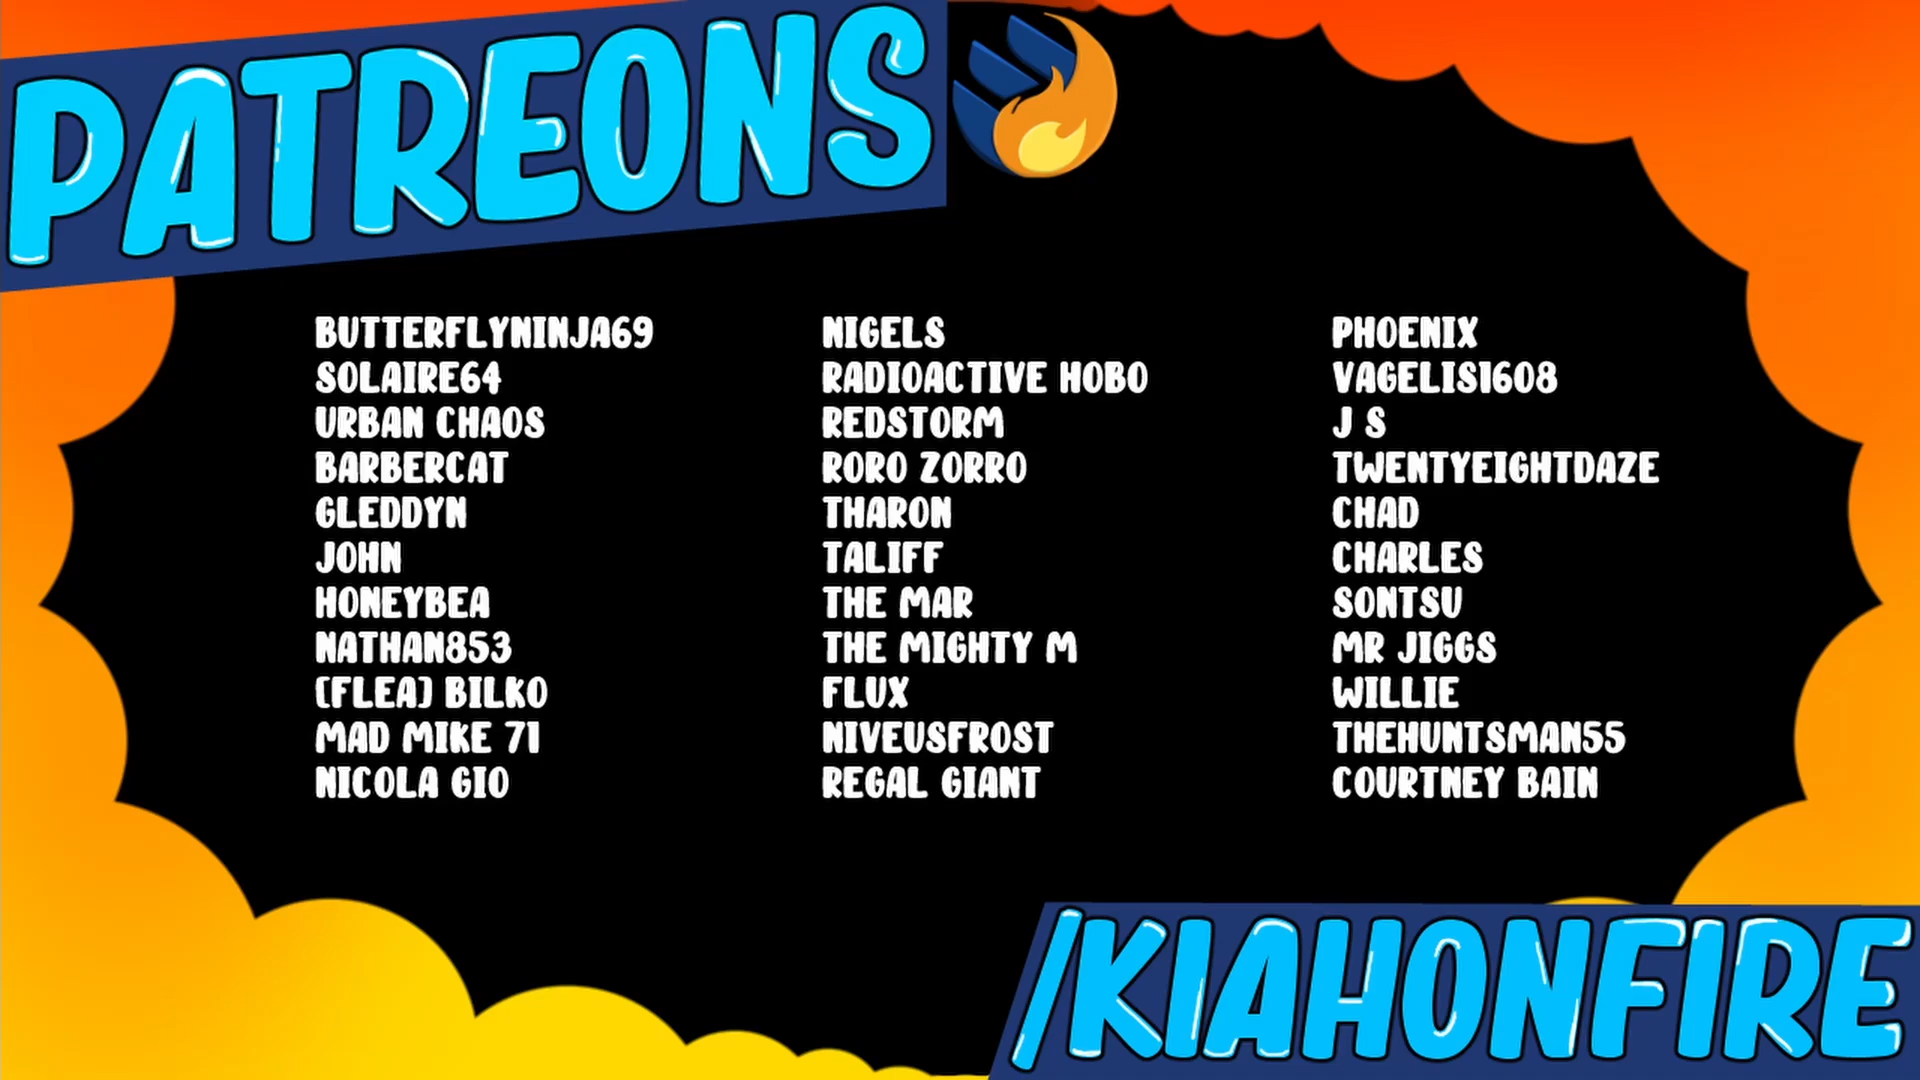 PATREONS
BUTTERFLYNINJA69
SOLAIRE64
URBAN CHAOS
BARBERCAT
GLEDDYN
JOHN
HONEYBEA
NATHAN853
[FLEA] BILKO
MAD MIKE 71
NICOLA GIO
NIGELS
RADIOACTIVE HOBO
REDSTORM
RORO ZORRO
THARON
TALIFF
THE MAR
THE MIGHTY M
FLUX
NIVEUSFROST
REGAL GIANT
PHOENIX
VAGELIS1608
J S
TWENTYEIGHTDAZE
CHAD
CHARLES
SONTSU
MR JIGGS
WILLIE
THEHUNTSMAN55
COURTNEY BAIN
/KIAHONFIRE